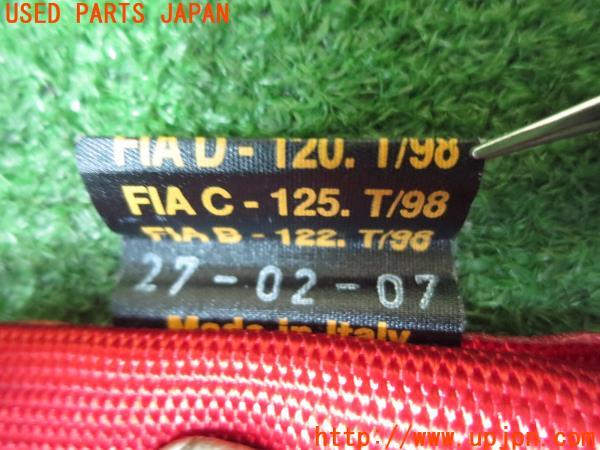 USED PARTS JAPAN
FIA D - 120. T/98
FIA C - 125. T/98
FIA B - 122. T/98
27-02-07
Made in Italy
http://www.upjpn.com